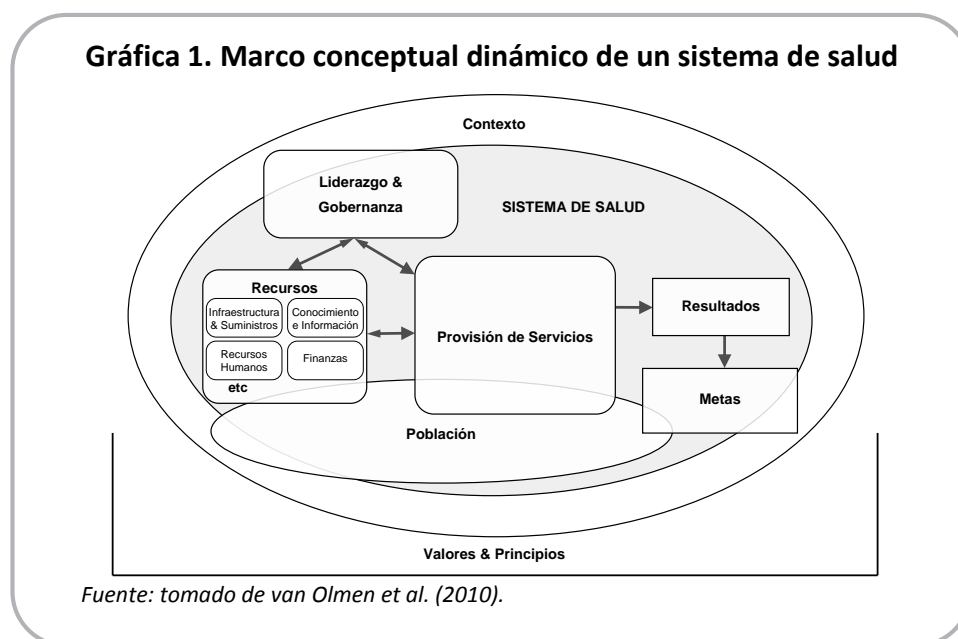 Gráfica 1. Marco conceptual dinámico de un sistema de salud
Contexto
Liderazgo &
Gobernanza
SISTEMA DE SALUD
Recursos
Infraestructura
& Suministros
Conocimiento
e Información
Recursos
Humanos
Finanzas
etc
Provisión de Servicios
Resultados
Metas
Población
Valores & Principios
Fuente: tomado de van Olmen et al. (2010).